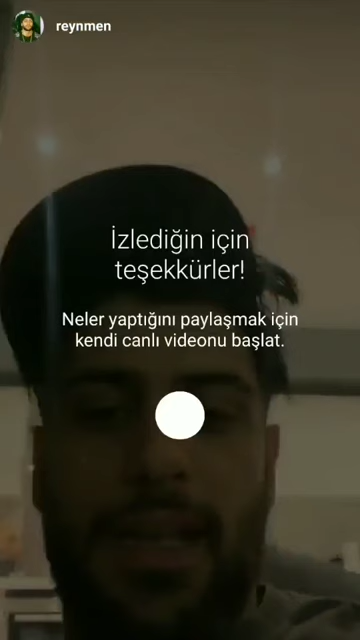 reynmen
İzlediğin için
teşekkürler!
Neler yaptığını paylaşmak için
kendi canlı videonu başlat.